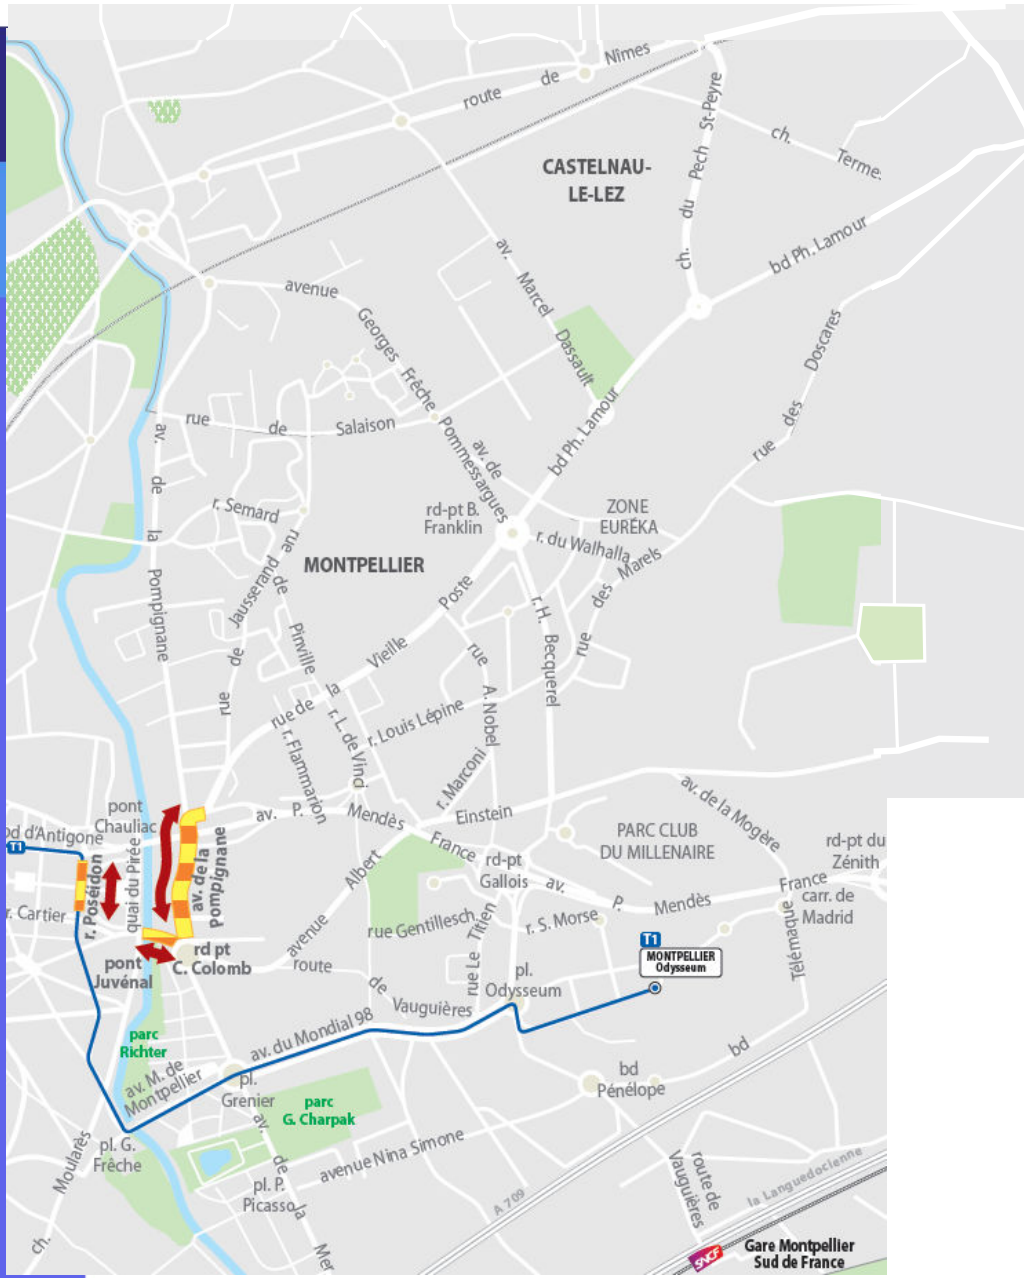 route de Nîmes
ch. du Pech St-Peyre
ch. Terme
CASTELNAU-
LE-LEZ
bd Ph. Lamour
av. Marcel Dassault
avenue Georges Frêche
Pommessargues
av. de
rue des Doscares
rue de Salaison
bd Ph. Lamour
av. de la Pompignane
r. Semard
rd-pt B.
Franklin
ZONE
EURÉKA
r. du Walhalla
MONTPELLIER
rue des Marels
rue de Jausserand
rue de Pinville
rue de la Vieille Poste
r. H. Becquerel
rue A. Nobel
r. L. de Vinci
r. Louis Lépine
r. Flammarion
r. Marconi
pont
Chauliac
av. P. Mendès France
avenue Albert Einstein
av. de la Mogère
bd d'Antigone
T1
PARC CLUB
DU MILLENAIRE
rd-pt du
Zénith
r. Poséidon
quai du Pirée
av. de la
Pompignane
rd-pt
Gallois
av. P. Mendès France
carr. de
Madrid
r. Cartier
rue Gentillesch
rue Le Titien
r. S. Morse
Télémaque
T1
MONTPELLIER
Odysseum
pont
Juvénal
rd pt
C. Colomb
route de Vauguières
pl.
Odysseum
parc
Richter
av. du Mondial 98
bd
av. M. de
Montpellier
pl.
Grenier
bd
Pénélope
parc
G. Charpak
av. de la Mer
pl. G.
Frêche
ch. Moularès
avenue Nina Simone
pl. P.
Picasso
route de
Vauguières
la Languedocienne
A 709
SNCF
Gare Montpellier
Sud de France